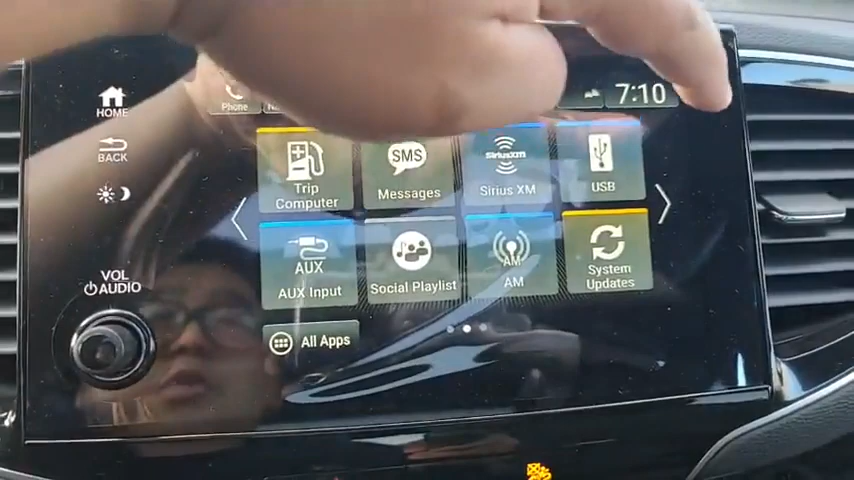 HOME
BACK
VOL
AUDIO
Phone
7:10
Trip Computer
SMS
Messages
SiriusXM
Sirius XM
USB
AUX
AUX Input
Social Playlist
AM
AM
System Updates
All Apps